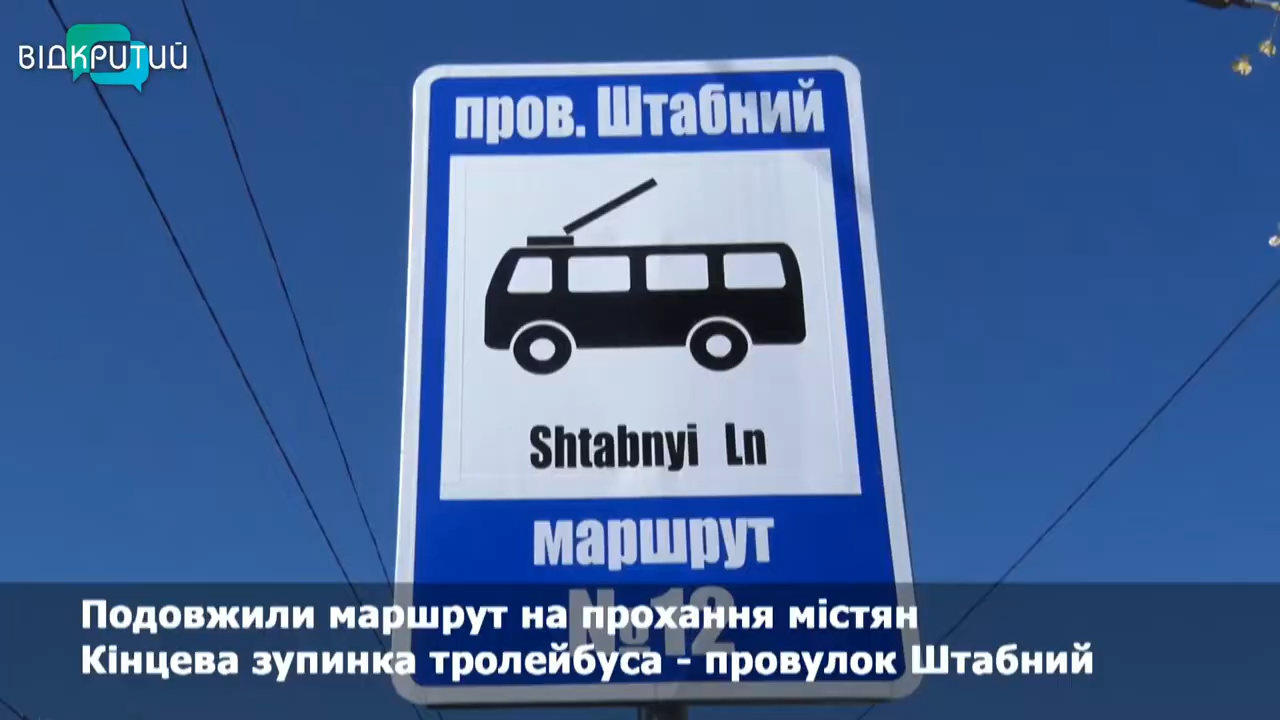 ВІДКРИТИЙ
пров. Штабний
Shtabnyi Ln
маршрут
№12
Подовжили маршрут на прохання містян
Кінцева зупинка тролейбуса - провулок Штабний